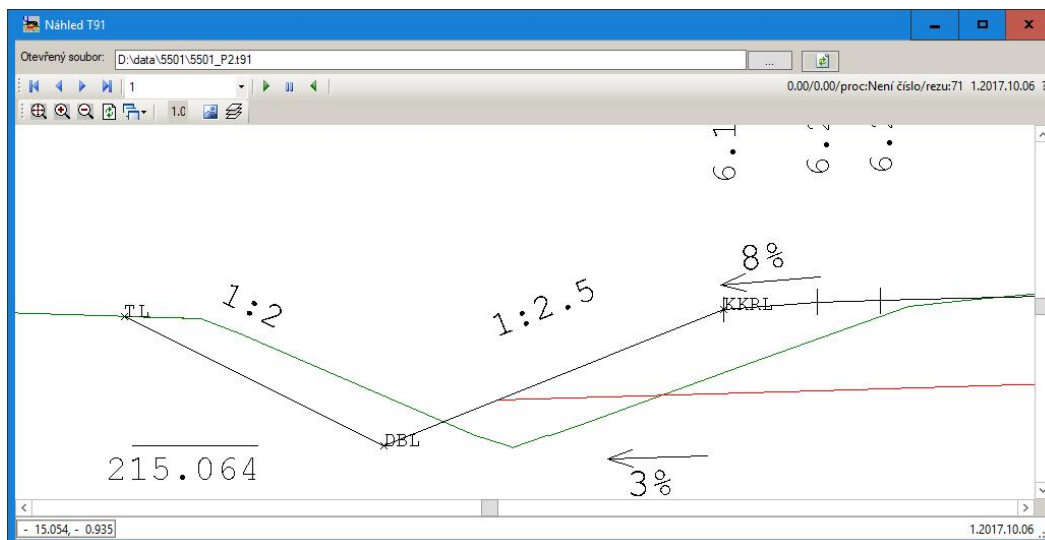 Náhled T91
Otevřený soubor: D:\data\5501\5501_P2.t91 ...
1 0.00/0.00/proc:Není číslo/rezu:71 1.2017.10.06 ?
1.0
8%
1:2 1:2.5
TL KKRL
DBL
215.064
3%
- 15.054, - 0.935 1.2017.10.06